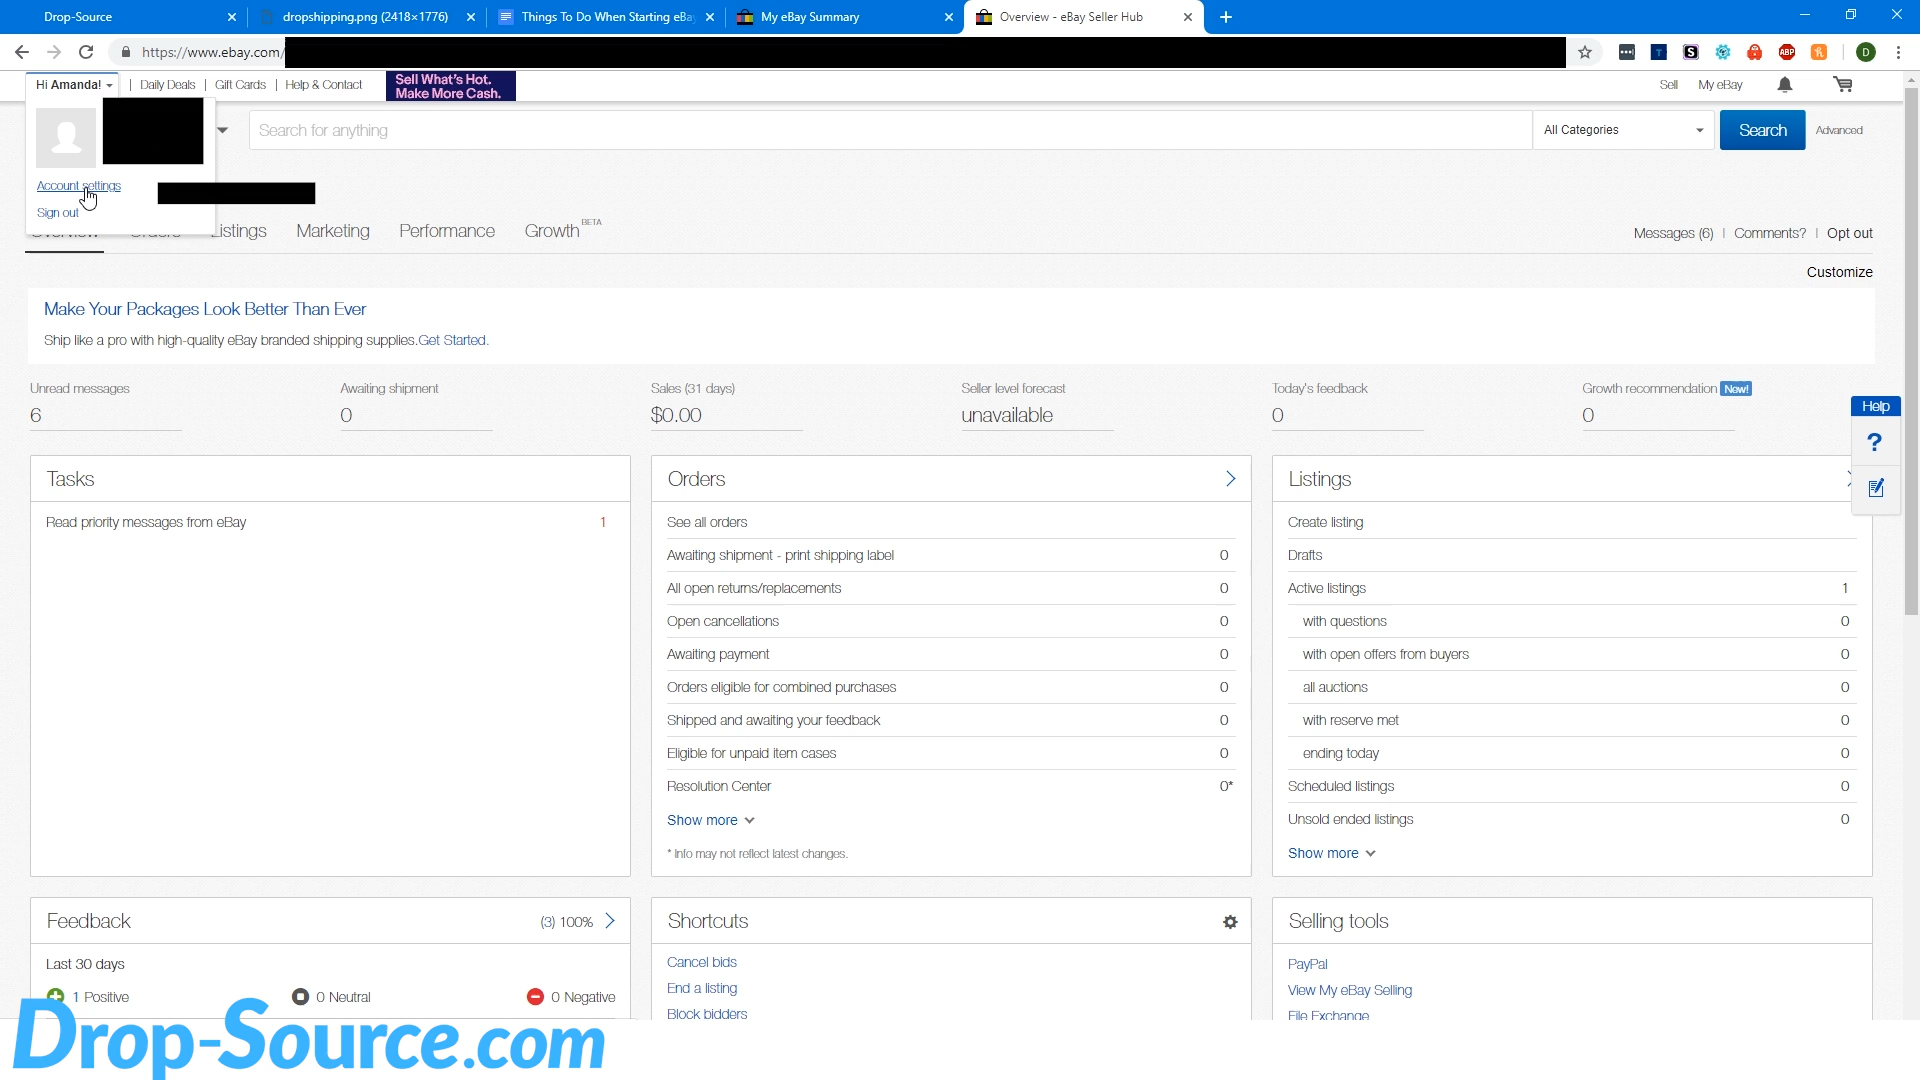 Drop-Source
dropshipping.png (2418×1776)
Things To Do When Starting eBay
My eBay Summary
Overview - eBay Seller Hub
https://www.ebay.com/
ABP
D
Hi Amanda!
Daily Deals
Gift Cards
Help & Contact
Sell What's Hot.
Make More Cash.
Sell
My eBay
Search for anything
All Categories
Search
Advanced
Account settings
Sign out
Overview
Orders
Listings
Marketing
Performance
Growth BETA
Messages (6)
Comments?
Opt out
Customize
Make Your Packages Look Better Than Ever
Ship like a pro with high-quality eBay branded shipping supplies.Get Started.
Unread messages
6
Awaiting shipment
0
Sales (31 days)
$0.00
Seller level forecast
unavailable
Today's feedback
0
Growth recommendation New!
0
Help
?
Tasks
Read priority messages from eBay 1
Orders
See all orders
Awaiting shipment - print shipping label 0
All open returns/replacements 0
Open cancellations 0
Awaiting payment 0
Orders eligible for combined purchases 0
Shipped and awaiting your feedback 0
Eligible for unpaid item cases 0
Resolution Center 0*
Show more
* Info may not reflect latest changes.
Listings
Create listing
Drafts
Active listings 1
with questions 0
with open offers from buyers 0
all auctions 0
with reserve met 0
ending today 0
Scheduled listings 0
Unsold ended listings 0
Show more
Feedback (3) 100%
Last 30 days
1 Positive
0 Neutral
0 Negative
Shortcuts
Cancel bids
End a listing
Block bidders
Selling tools
PayPal
View My eBay Selling
File Exchange
Drop-Source.com